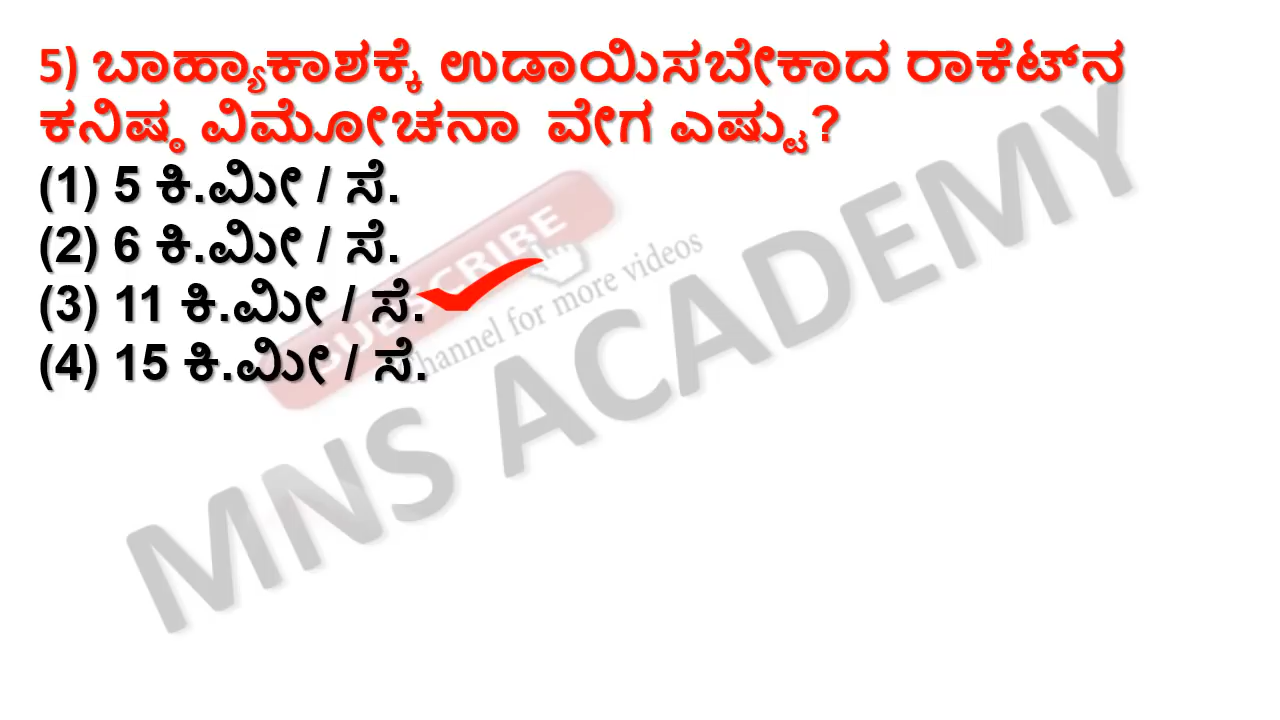 5) ಬಾಹ್ಯಾಕಾಶಕ್ಕೆ ಉಡಾಯಿಸಬೇಕಾದ ರಾಕೆಟ್‌ನ
ಕನಿಷ್ಠ ವಿಮೋಚನಾ ವೇಗ ಎಷ್ಟು?
(1) 5 ಕಿ.ಮೀ / ಸೆ.
(2) 6 ಕಿ.ಮೀ / ಸೆ.
(3) 11 ಕಿ.ಮೀ / ಸೆ.
(4) 15 ಕಿ.ಮೀ / ಸೆ.
SUBSCRIBE
Channel for more videos
MNS ACADEMY